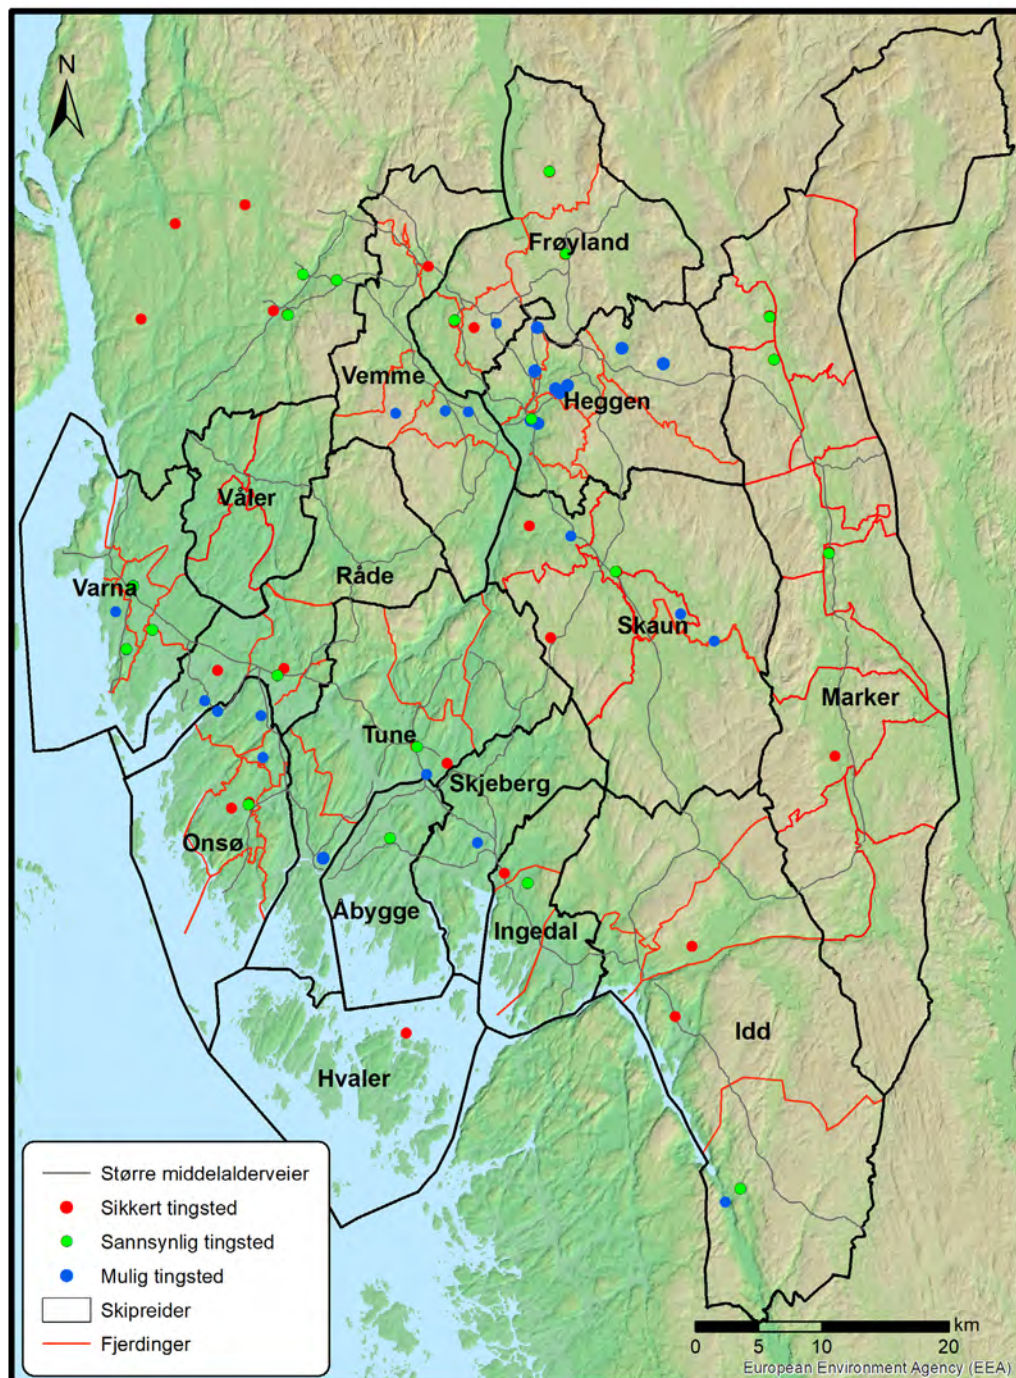 N
Frøyland
Vemme
Heggen
Våler
Råde
Varna
Skaun
Marker
Tune
Skjeberg
Onsø
Åbygge
Ingedal
Idd
Hvaler
Større middelalderveier
Sikkert tingsted
Sannsynlig tingsted
Mulig tingsted
Skipreider
Fjerdinger
km
0 5 10 20
European Environment Agency (EEA)